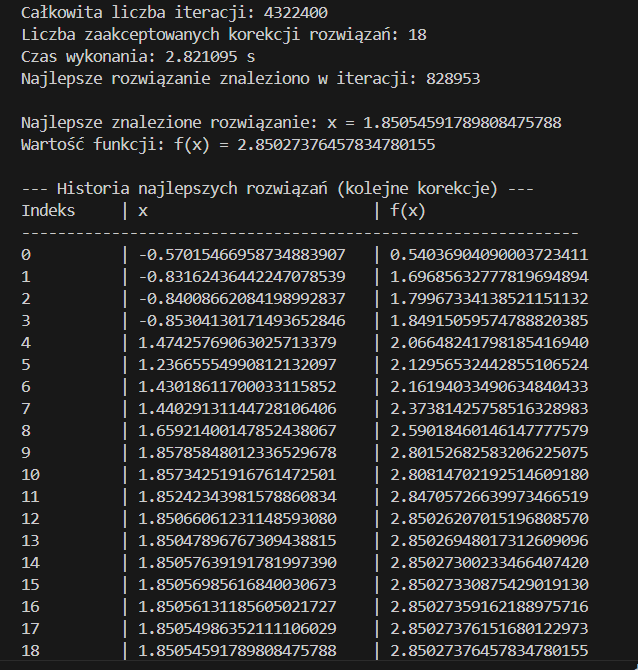 Całkowita liczba iteracji: 4322400
Liczba zaakceptowanych korekcji rozwiązań: 18
Czas wykonania: 2.821095 s
Najlepsze rozwiązanie znaleziono w iteracji: 828953
Najlepsze znalezione rozwiązanie: x = 1.85054591789808475788
Wartość funkcji: f(x) = 2.85027376457834780155
--- Historia najlepszych rozwiązań (kolejne korekcje) ---
Indeks | x | f(x)
------------------------------------------------------------
0 | -0.57015466958734883907 | 0.54036904090003723411
1 | -0.83162436442247078539 | 1.69685632777819694894
2 | -0.84008662084198992837 | 1.79967334138521151132
3 | -0.85304130171493652846 | 1.84915059574788820385
4 | 1.47425769063025713379 | 2.06648241798185416940
5 | 1.23665554990812132097 | 2.12956532442855106524
6 | 1.43018611700033115852 | 2.16194033490634840433
7 | 1.44029131144728106406 | 2.37381425758516328983
8 | 1.65921400147852438067 | 2.59018460146147777579
9 | 1.85785848012336529678 | 2.80152682583206225075
10 | 1.85734251916761472501 | 2.80814702192514609180
11 | 1.85242343981578860834 | 2.84705726639973466519
12 | 1.85066061231148593080 | 2.85026207015196808570
13 | 1.85047896767309438815 | 2.85026948017312609096
14 | 1.85057639191781997390 | 2.85027300233466407420
15 | 1.85056985616840030673 | 2.85027330875429019130
16 | 1.85056131185605021727 | 2.85027359162188975716
17 | 1.85054986352111106029 | 2.85027376151680122973
18 | 1.85054591789808475788 | 2.85027376457834780155